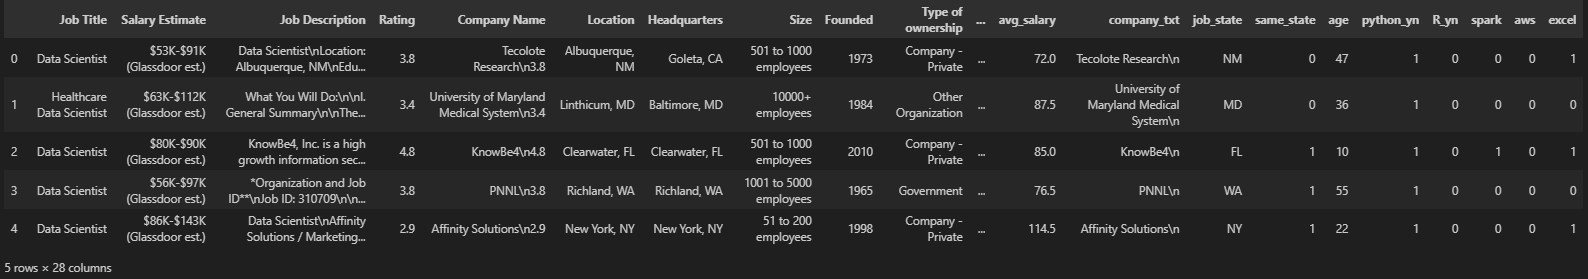 Job Title Salary Estimate Job Description Rating Company Name Location Headquarters Size Founded Type of ownership ... avg_salary company_txt job_state same_state age python_yn R_yn spark aws excel
0 Data Scientist $53K-$91K (Glassdoor est.) Data Scientist\nLocation: Albuquerque, NM\nEdu... 3.8 Tecolote Research\n3.8 Albuquerque, NM Goleta, CA 501 to 1000 employees 1973 Company - Private ... 72.0 Tecolote Research\n NM 0 47 1 0 0 0 1
1 Healthcare Data Scientist $63K-$112K (Glassdoor est.) What You Will Do:\n\nI. General Summary\n\nThe... 3.4 University of Maryland Medical System\n3.4 Linthicum, MD Baltimore, MD 10000+ employees 1984 Other Organization ... 87.5 University of Maryland Medical System\n MD 0 36 1 0 0 0 0
2 Data Scientist $80K-$90K (Glassdoor est.) KnowBe4, Inc. is a high growth information sec... 4.8 KnowBe4\n4.8 Clearwater, FL Clearwater, FL 501 to 1000 employees 2010 Company - Private ... 85.0 KnowBe4\n FL 1 10 1 0 1 0 1
3 Data Scientist $56K-$97K (Glassdoor est.) *Organization and Job ID**\nJob ID: 310709\n\n... 3.8 PNNL\n3.8 Richland, WA Richland, WA 1001 to 5000 employees 1965 Government ... 76.5 PNNL\n WA 1 55 1 0 0 0 0
4 Data Scientist $86K-$143K (Glassdoor est.) Data Scientist\nAffinity Solutions / Marketing... 2.9 Affinity Solutions\n2.9 New York, NY New York, NY 51 to 200 employees 1998 Company - Private ... 114.5 Affinity Solutions\n NY 1 22 1 0 0 0 1
5 rows × 28 columns